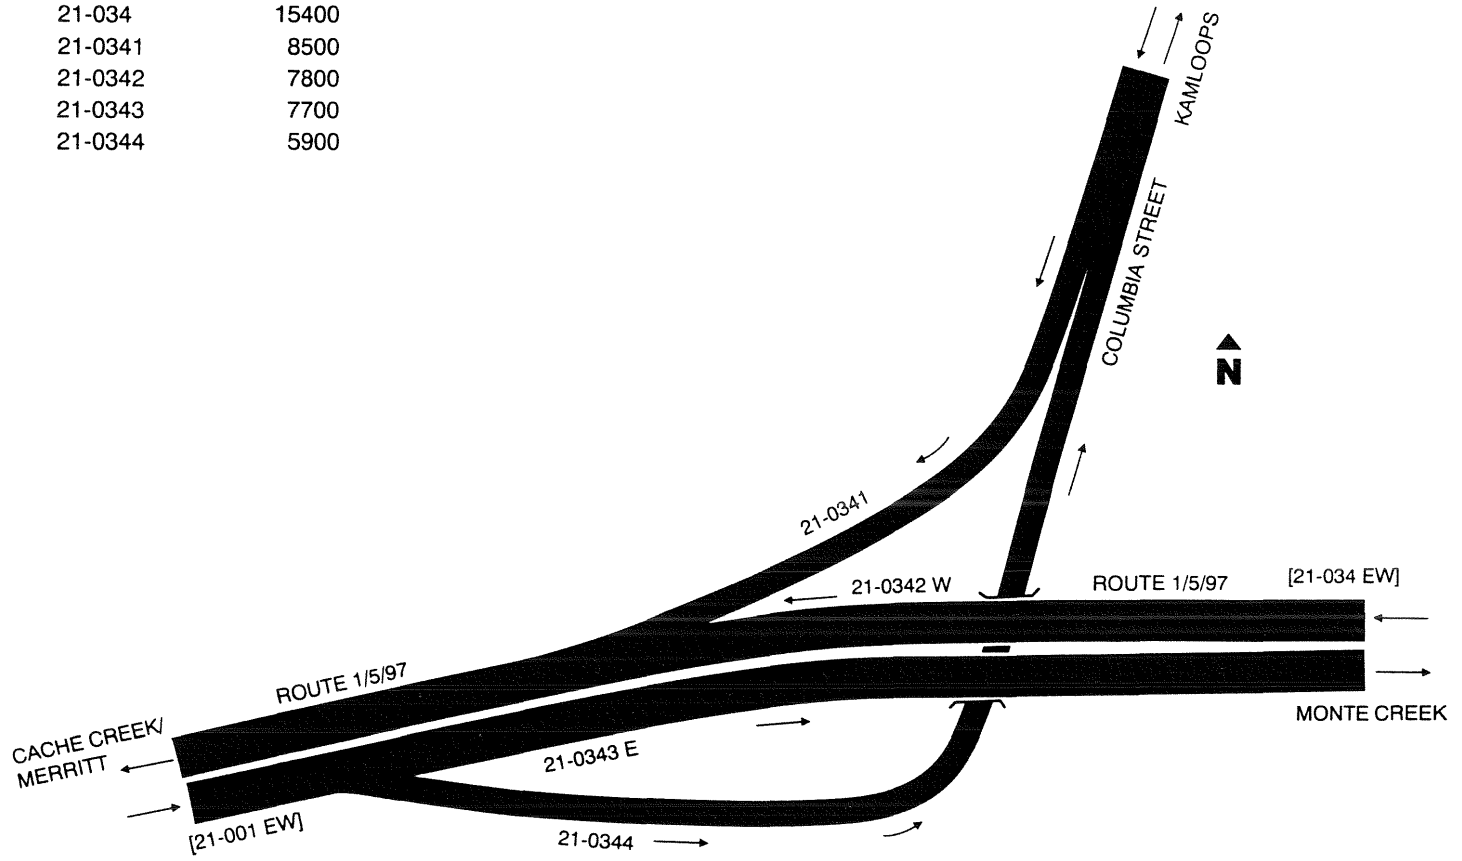 21-034 15400
21-0341 8500
21-0342 7800
21-0343 7700
21-0344 5900
KAMLOOPS
COLUMBIA STREET
N
21-0341
21-0342 W
ROUTE 1/5/97
[21-034 EW]
ROUTE 1/5/97
CACHE CREEK/
MERRITT
MONTE CREEK
21-0343 E
[21-001 EW]
21-0344